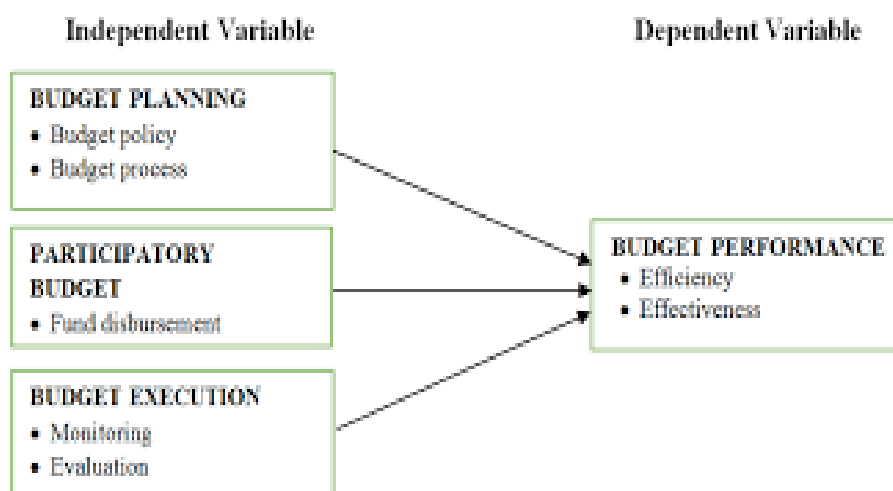 Independent Variable
Dependent Variable
BUDGET PLANNING
• Budget policy
• Budget process
PARTICIPATORY
BUDGET
• Fund disbursement
BUDGET EXECUTION
• Monitoring
• Evaluation
BUDGET PERFORMANCE
• Efficiency
• Effectiveness